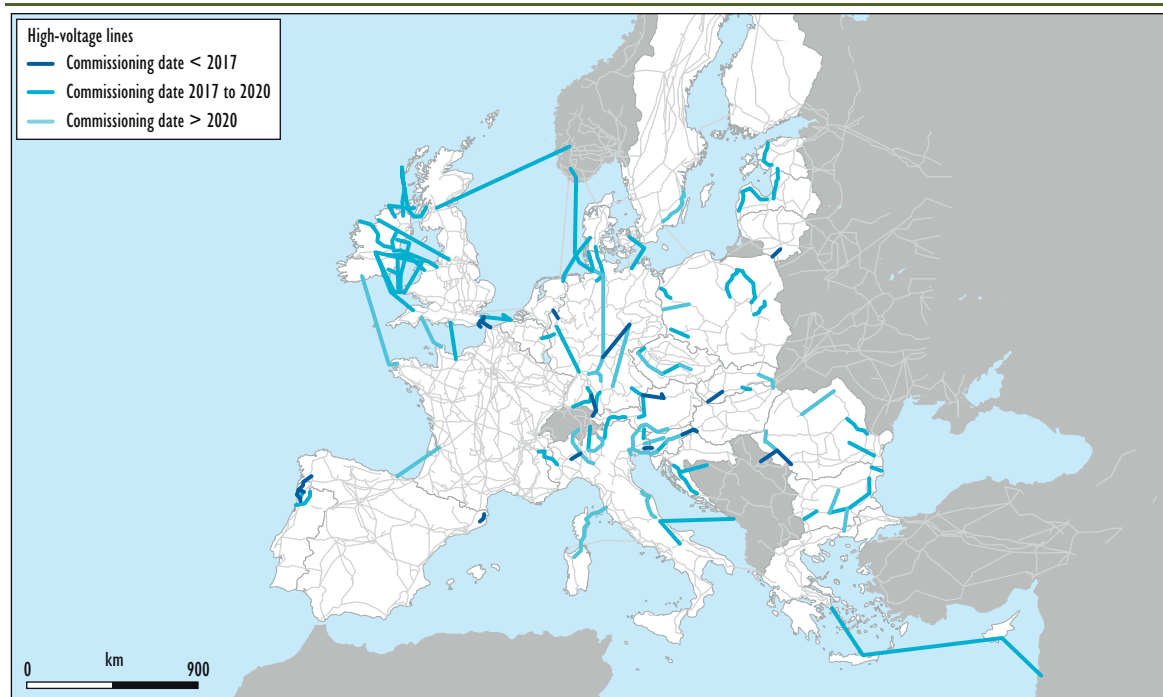 High-voltage lines
Commissioning date < 2017
Commissioning date 2017 to 2020
Commissioning date > 2020
km
0 900